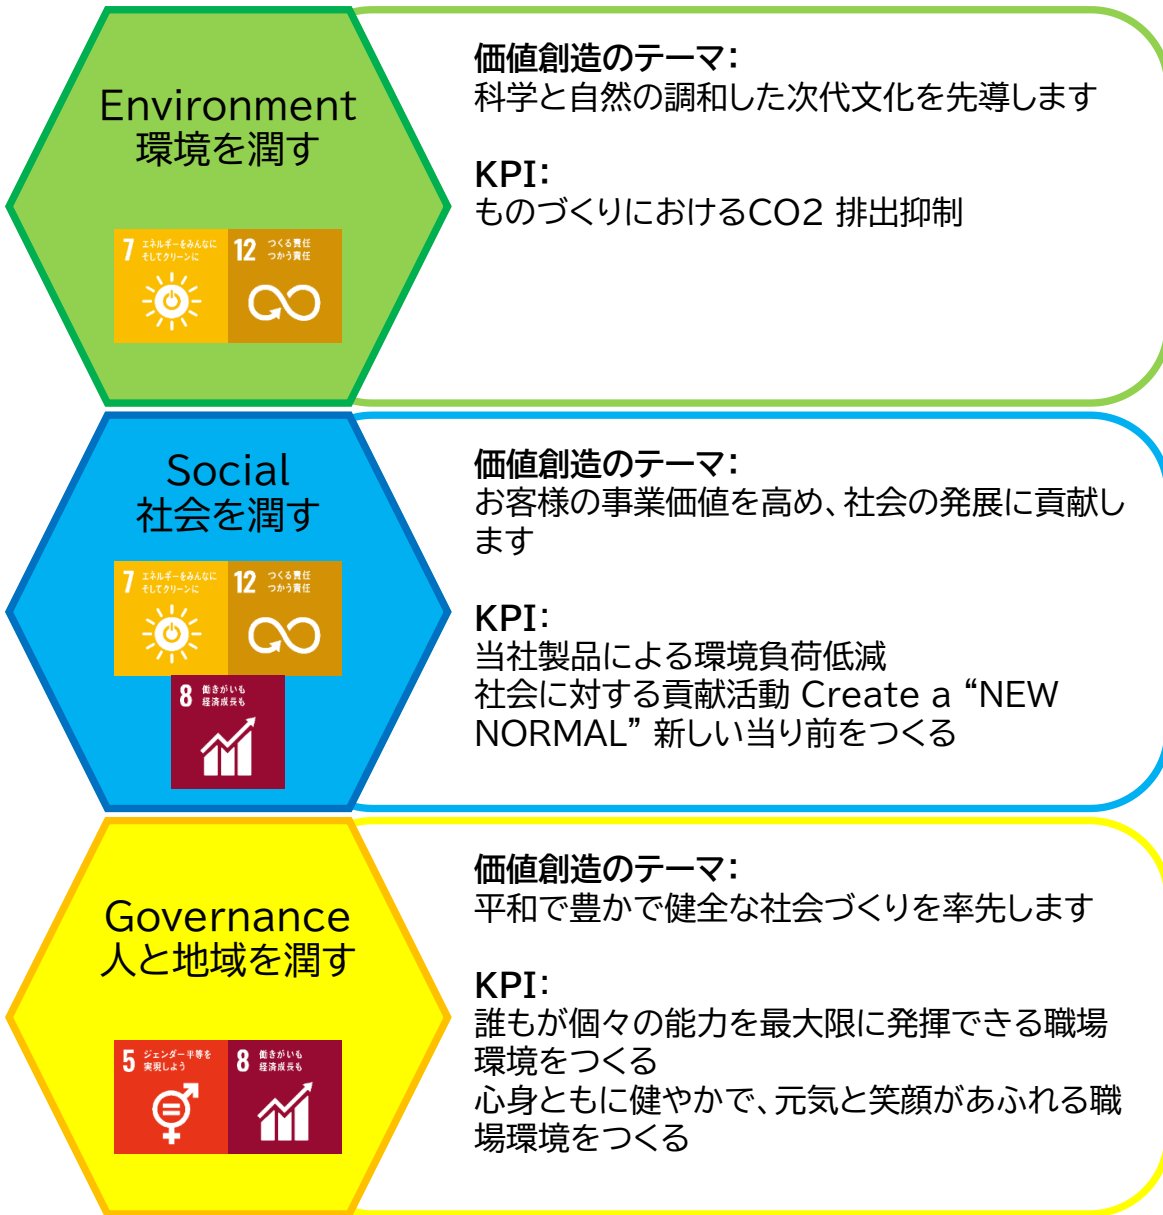 Environment
環境を潤す
7 エネルギーをみんなに
そしてクリーンに
12 つくる責任
つかう責任
価値創造のテーマ：
科学と自然の調和した次代文化を先導します
KPI：
ものづくりにおけるCO2 排出抑制
Social
社会を潤す
7 エネルギーをみんなに
そしてクリーンに
12 つくる責任
つかう責任
8 働きがいも
経済成長も
価値創造のテーマ：
お客様の事業価値を高め、社会の発展に貢献し
ます
KPI：
当社製品による環境負荷低減
社会に対する貢献活動 Create a “NEW
NORMAL” 新しい当り前をつくる
Governance
人と地域を潤す
5 ジェンダー平等を
実現しよう
8 働きがいも
経済成長も
価値創造のテーマ：
平和で豊かで健全な社会づくりを率先します
KPI：
誰もが個々の能力を最大限に発揮できる職場
環境をつくる
心身ともに健やかで、元気と笑顔があふれる職
場環境をつくる